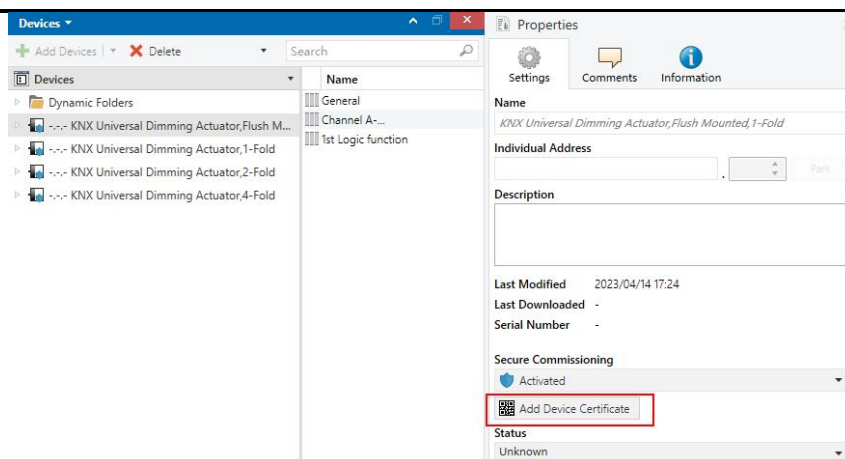 Devices
Add Devices
Delete
Search
Devices
Dynamic Folders
-.-.- KNX Universal Dimming Actuator,Flush M...
-.-.- KNX Universal Dimming Actuator,1-Fold
-.-.- KNX Universal Dimming Actuator,2-Fold
-.-.- KNX Universal Dimming Actuator,4-Fold
Name
General
Channel A-...
1st Logic function
Properties
Settings
Comments
Information
Name
KNX Universal Dimming Actuator,Flush Mounted,1-Fold
Individual Address
. Park
Description
Last Modified 2023/04/14 17:24
Last Downloaded -
Serial Number -
Secure Commissioning
Activated
Add Device Certificate
Status
Unknown